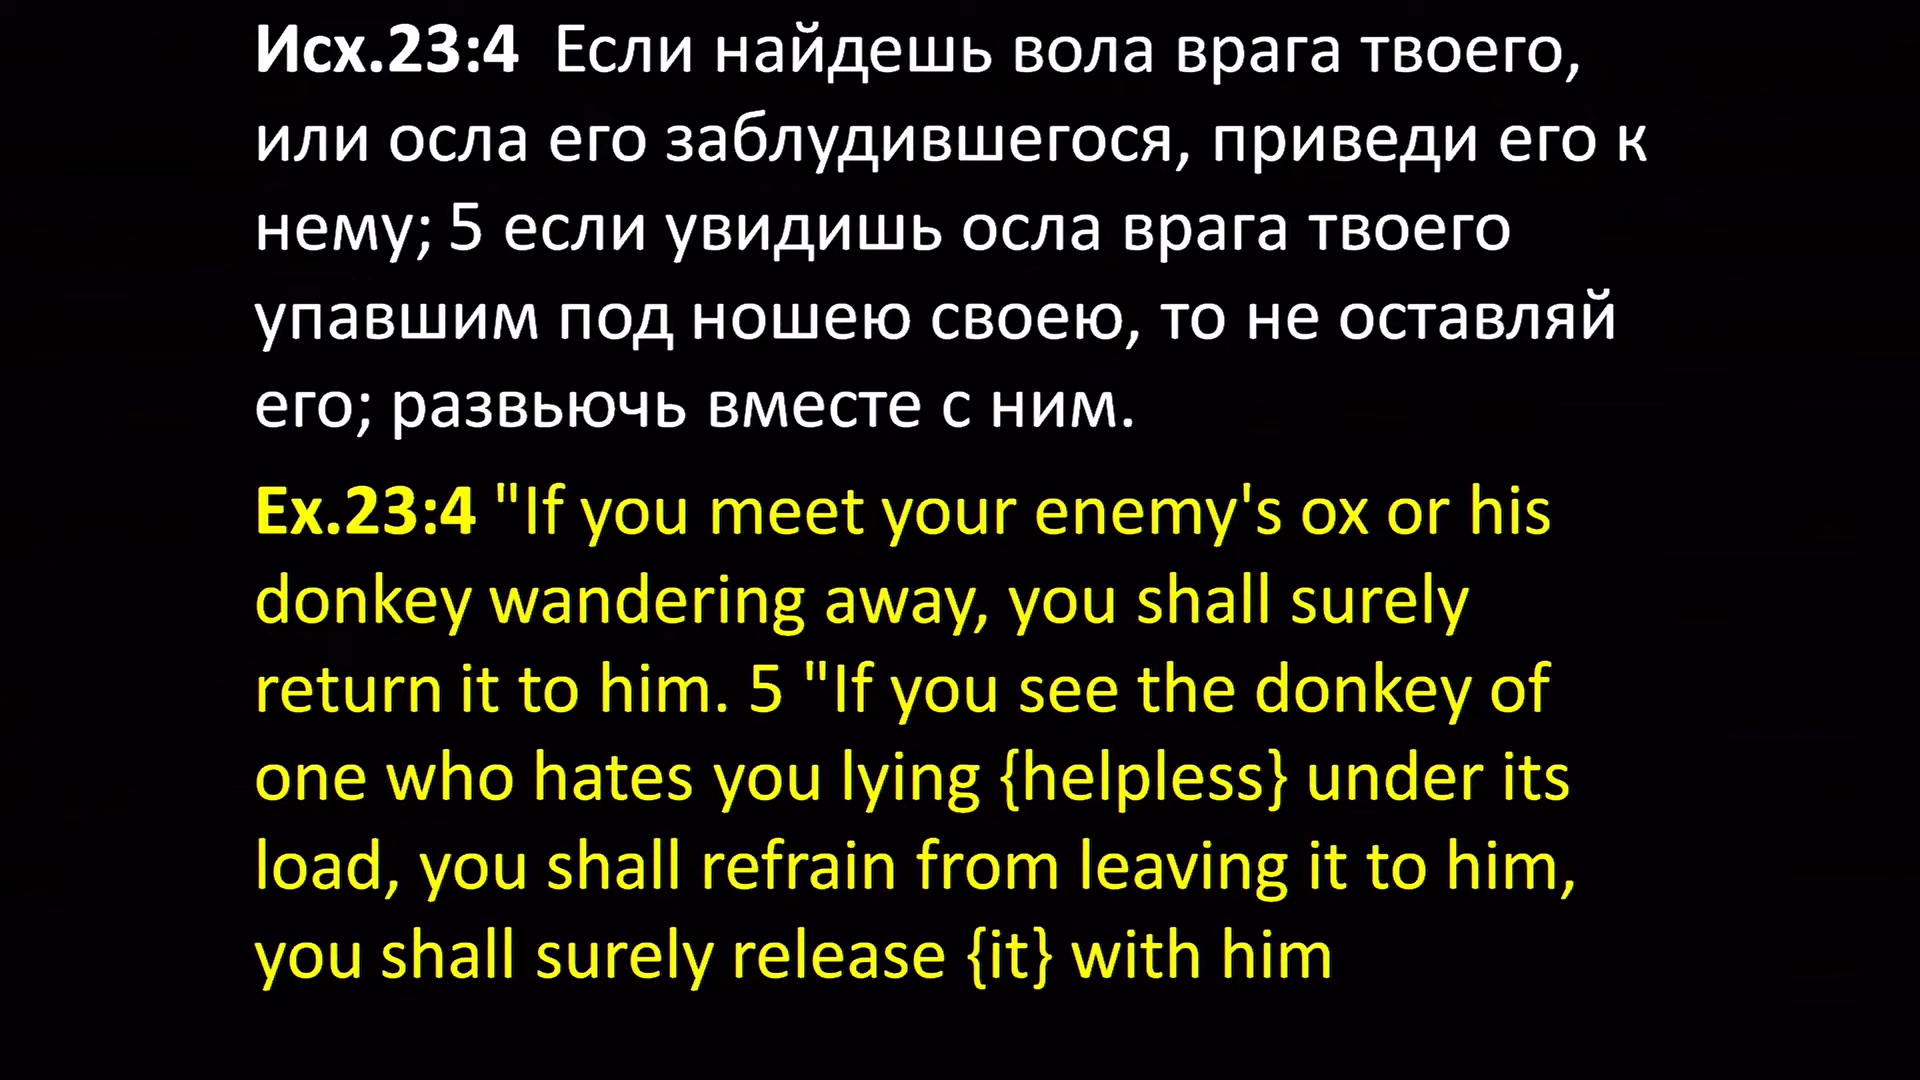 Исх.23:4 Если найдешь вола врага твоего,
или осла его заблудившегося, приведи его к
нему; 5 если увидишь осла врага твоего
упавшим под ношею своею, то не оставляй
его; развьючь вместе с ним.
Ex.23:4 "If you meet your enemy's ox or his
donkey wandering away, you shall surely
return it to him. 5 "If you see the donkey of
one who hates you lying {helpless} under its
load, you shall refrain from leaving it to him,
you shall surely release {it} with him